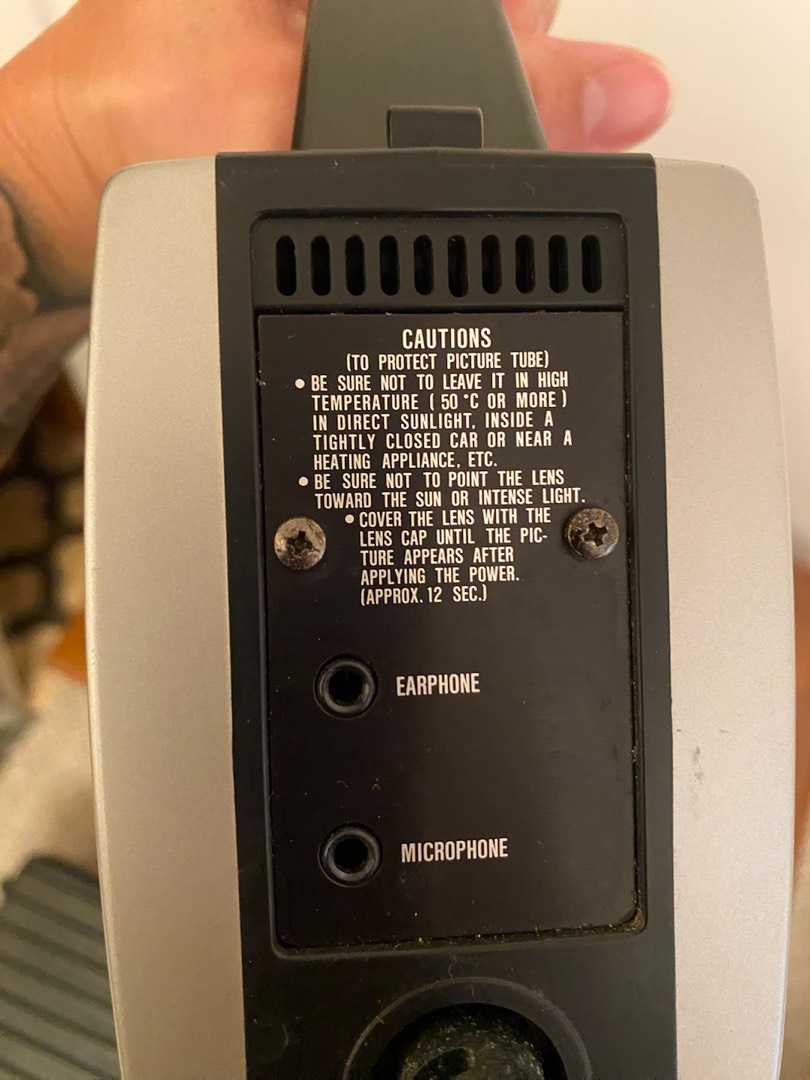 CAUTIONS
(TO PROTECT PICTURE TUBE)
• BE SURE NOT TO LEAVE IT IN HIGH
TEMPERATURE ( 50 °C OR MORE )
IN DIRECT SUNLIGHT, INSIDE A
TIGHTLY CLOSED CAR OR NEAR A
HEATING APPLIANCE, ETC.
• BE SURE NOT TO POINT THE LENS
TOWARD THE SUN OR INTENSE LIGHT.
• COVER THE LENS WITH THE
LENS CAP UNTIL THE PIC-
TURE APPEARS AFTER
APPLYING THE POWER.
(APPROX. 12 SEC.)
EARPHONE
MICROPHONE